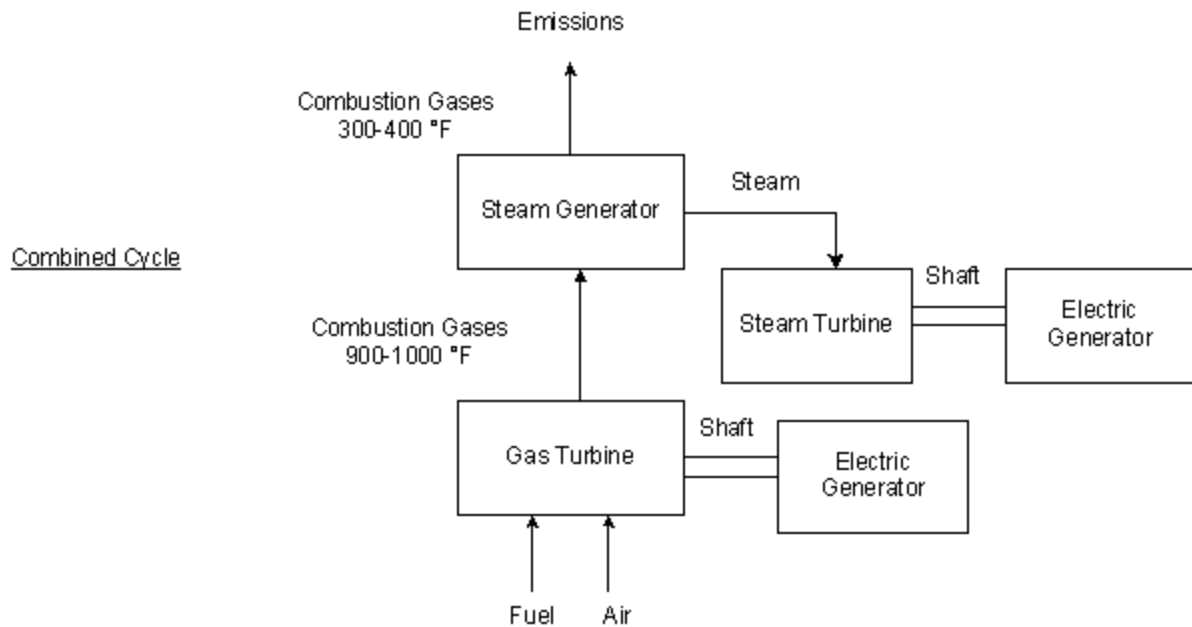 Emissions
Combustion Gases
300-400 °F
Steam Generator
Steam
Combined Cycle
Combustion Gases
900-1000 °F
Steam Turbine
Shaft
Electric
Generator
Gas Turbine
Shaft
Electric
Generator
Fuel
Air